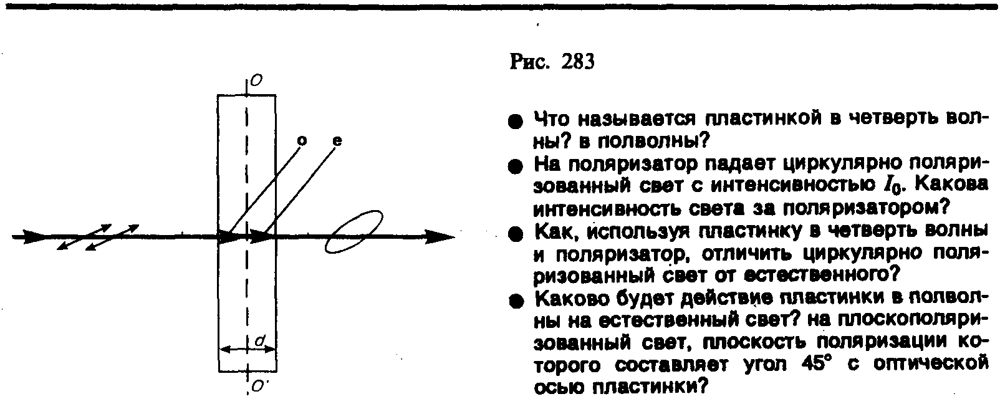 Рис. 283
O
o e
d
O'
● Что называется пластинкой в четверть вол-
ны? в полволны?
● На поляризатор падает циркулярно поляри-
зованный свет с интенсивностью I₀. Какова
интенсивность света за поляризатором?
● Как, используя пластинку в четверть волны
и поляризатор, отличить циркулярно поля-
ризованный свет от естественного?
● Каково будет действие пластинки в полвол-
ны на естественный свет? на плоскополяри-
зованный свет, плоскость поляризации ко-
торого составляет угол 45° с оптической
осью пластинки?